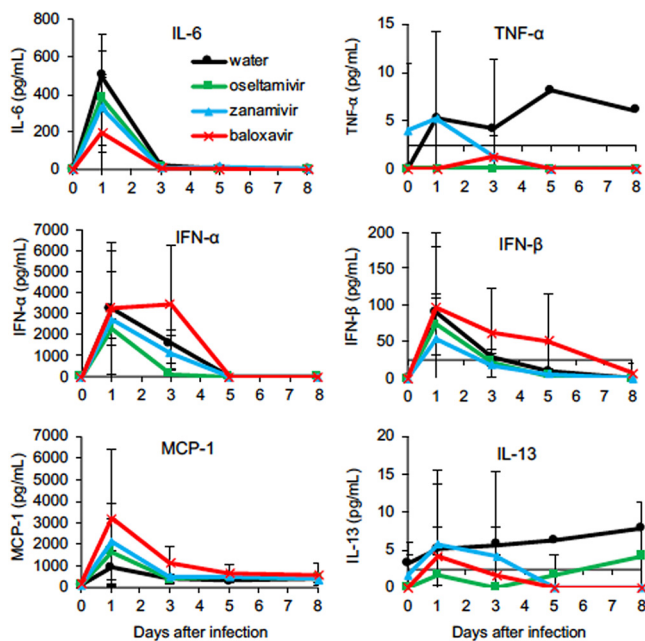 IL-6
IL-6 (pg/mL)
800
600
400
200
0
0 1 2 3 4 5 6 7 8
water
oseltamivir
zanamivir
baloxavir
TNF-α
TNF-α (pg/mL)
15
10
5
0
0 1 2 3 4 5 6 7 8
IFN-α
IFN-α (pg/mL)
7000
6000
5000
4000
3000
2000
1000
0
0 1 2 3 4 5 6 7 8
IFN-β
IFN-β (pg/mL)
200
150
100
50
0
0 1 2 3 4 5 6 7 8
MCP-1
MCP-1 (pg/mL)
7000
6000
5000
4000
3000
2000
1000
0
0 1 2 3 4 5 6 7 8
Days after infection
IL-13
IL-13 (pg/mL)
20
15
10
5
0
0 1 2 3 4 5 6 7 8
Days after infection